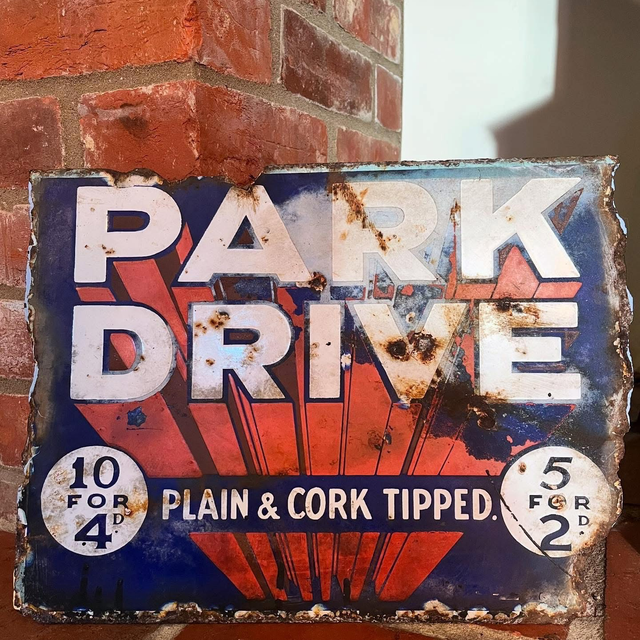 PARK
DRIVE
10
FOR
4D
PLAIN & CORK TIPPED.
5
FOR
2D